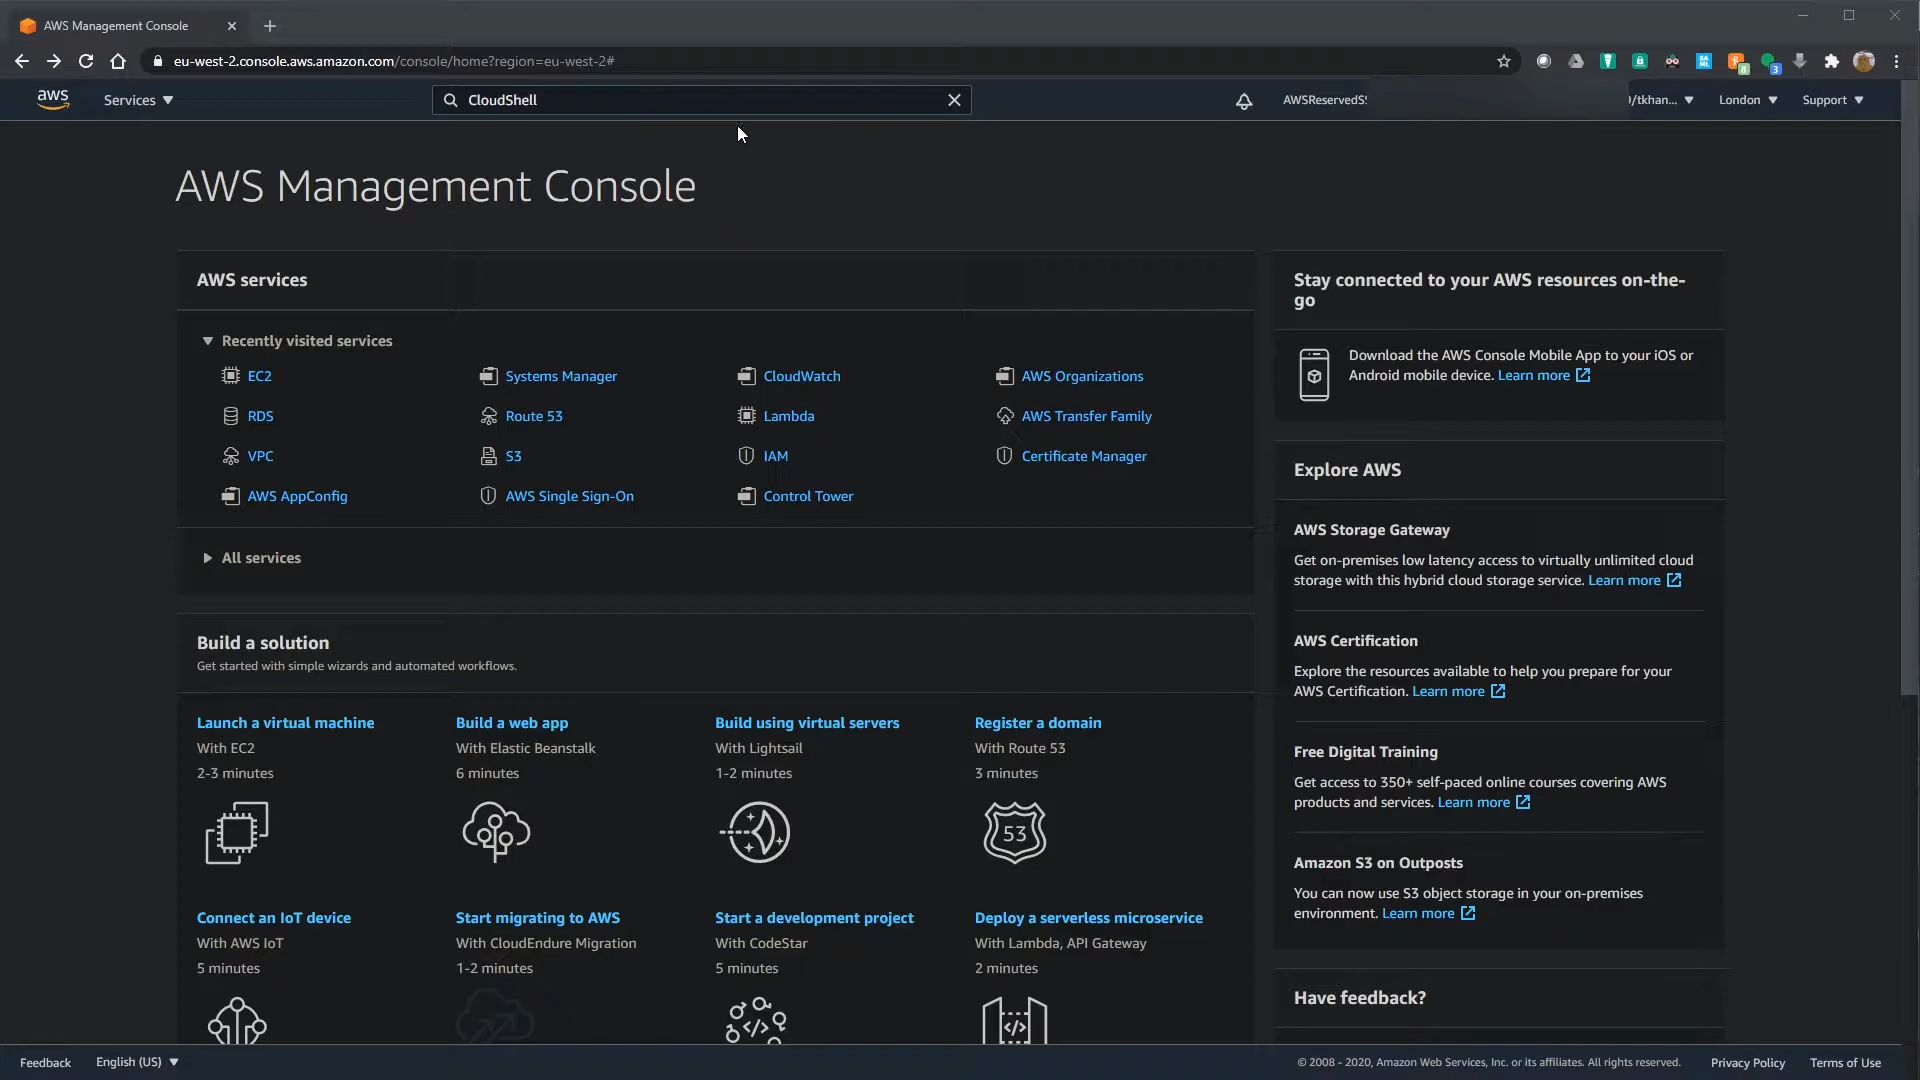 AWS Management Console
eu-west-2.console.aws.amazon.com/console/home?region=eu-west-2#
8
3
aws
Services
CloudShell
AWSReservedS
)/tkhan...
London
Support
AWS Management Console
AWS services
Recently visited services
EC2
Systems Manager
CloudWatch
AWS Organizations
RDS
Route 53
Lambda
AWS Transfer Family
VPC
S3
IAM
Certificate Manager
AWS AppConfig
AWS Single Sign-On
Control Tower
All services
Build a solution
Get started with simple wizards and automated workflows.
Launch a virtual machine
With EC2
2-3 minutes
Build a web app
With Elastic Beanstalk
6 minutes
Build using virtual servers
With Lightsail
1-2 minutes
Register a domain
With Route 53
3 minutes
53
Connect an IoT device
With AWS IoT
5 minutes
Start migrating to AWS
With CloudEndure Migration
1-2 minutes
Start a development project
With CodeStar
5 minutes
</>
Deploy a serverless microservice
With Lambda, API Gateway
2 minutes
</>
Stay connected to your AWS resources on-the-
go
Download the AWS Console Mobile App to your iOS or
Android mobile device. Learn more
Explore AWS
AWS Storage Gateway
Get on-premises low latency access to virtually unlimited cloud
storage with this hybrid cloud storage service. Learn more
AWS Certification
Explore the resources available to help you prepare for your
AWS Certification. Learn more
Free Digital Training
Get access to 350+ self-paced online courses covering AWS
products and services. Learn more
Amazon S3 on Outposts
You can now use S3 object storage in your on-premises
environment. Learn more
Have feedback?
Feedback
English (US)
© 2008 - 2020, Amazon Web Services, Inc. or its affiliates. All rights reserved.
Privacy Policy
Terms of Use